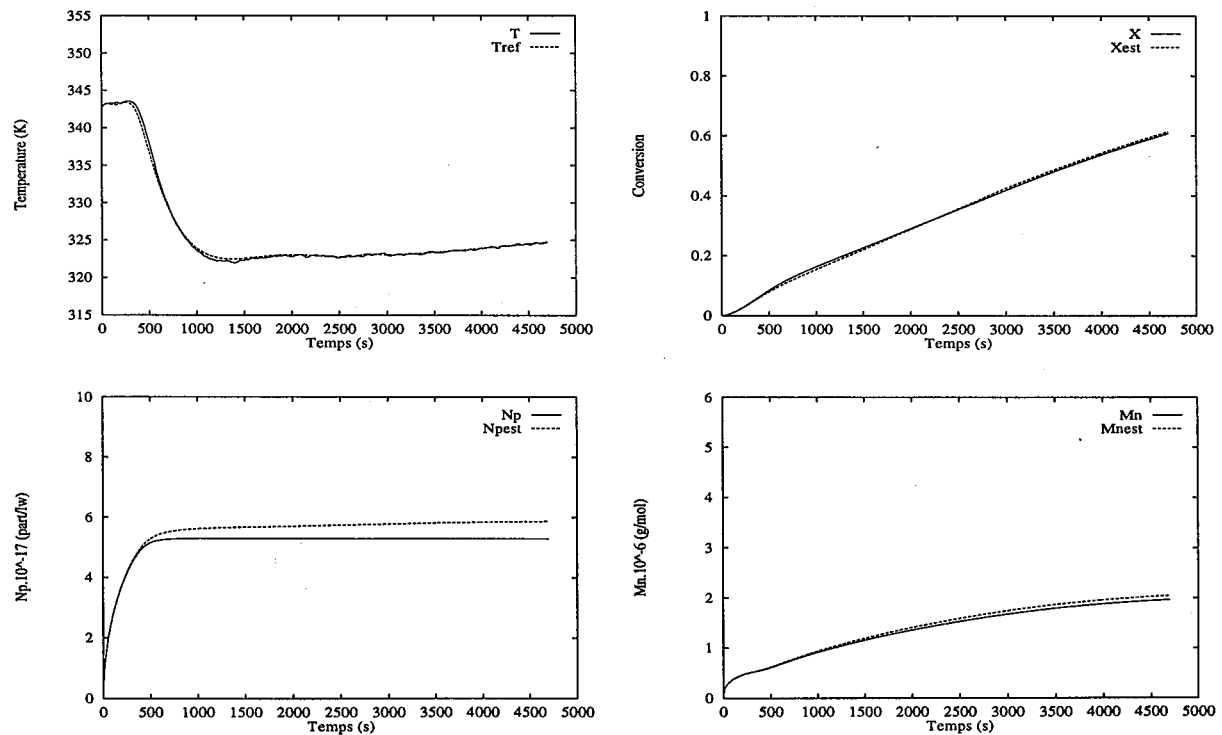 355
350
345
340
335
330
325
320
315
Temperature (K)
T
Tref
0 500 1000 1500 2000 2500 3000 3500 4000 4500 5000
Temps (s)
1
0.8
0.6
0.4
0.2
0
Conversion
X
Xest
0 500 1000 1500 2000 2500 3000 3500 4000 4500 5000
Temps (s)
10
8
6
4
2
0
Np.10^-17 (part/lw)
Np
Npest
0 500 1000 1500 2000 2500 3000 3500 4000 4500 5000
Temps (s)
6
5
4
3
2
1
0
Mn.10^-6 (g/mol)
Mn
Mnest
0 500 1000 1500 2000 2500 3000 3500 4000 4500 5000
Temps (s)